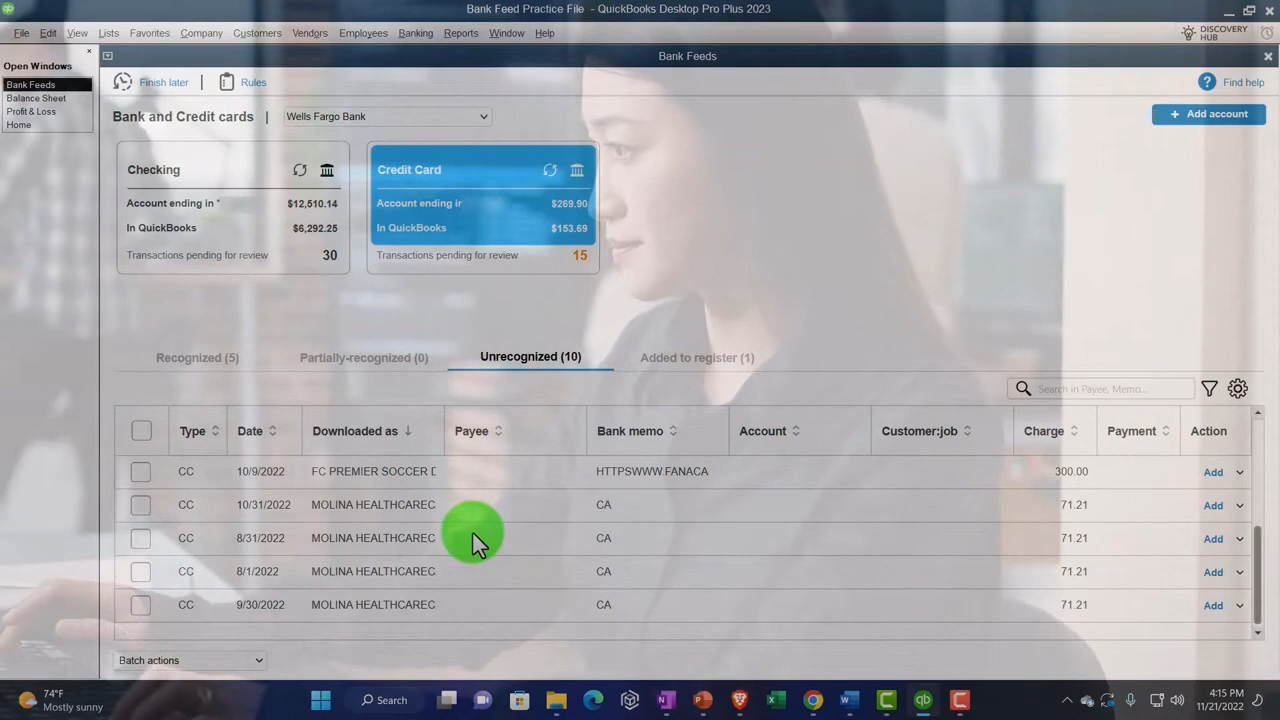 Bank Feed Practice File - QuickBooks Desktop Pro Plus 2023
File Edit View Lists Favorites Company Customers Vendors Employees Banking Reports Window Help
DISCOVERY HUB
Open Windows
Bank Feeds
Balance Sheet
Profit & Loss
Home
Bank Feeds
Finish later | Rules
Find help
Bank and Credit cards | Wells Fargo Bank
+ Add account
Checking
Account ending in * $12,510.14
In QuickBooks $6,292.25
Transactions pending for review 30
Credit Card
Account ending ir $269.90
In QuickBooks $153.69
Transactions pending for review 15
Recognized (5) Partially-recognized (0) Unrecognized (10) Added to register (1)
Search in Payee, Memo...
Type Date Downloaded as Payee Bank memo Account Customer:job Charge Payment Action
CC 10/9/2022 FC PREMIER SOCCER D HTTPSWWW.FANACA 300.00 Add
CC 10/31/2022 MOLINA HEALTHCAREC CA 71.21 Add
CC 8/31/2022 MOLINA HEALTHCAREC CA 71.21 Add
CC 8/1/2022 MOLINA HEALTHCAREC CA 71.21 Add
CC 9/30/2022 MOLINA HEALTHCAREC CA 71.21 Add
Batch actions
74°F
Mostly sunny
Search
4:15 PM
11/21/2022